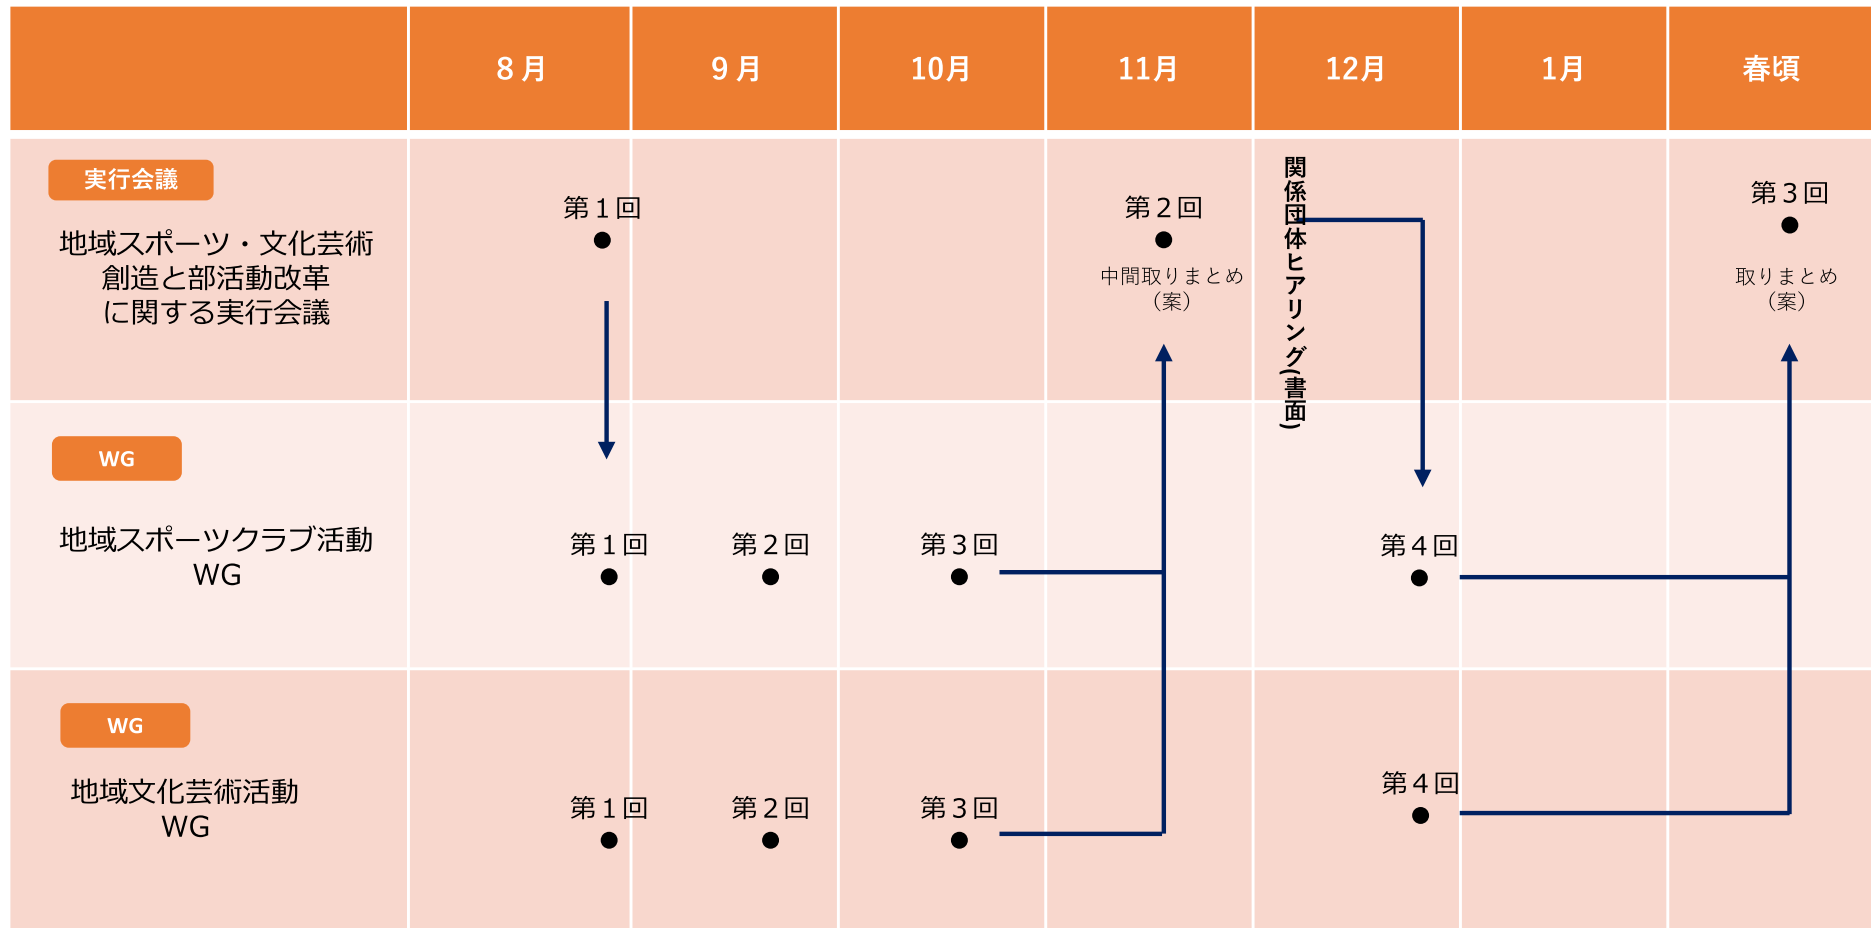 ８月
９月
10月
11月
12月
1月
春頃
実行会議
地域スポーツ・文化芸術
創造と部活動改革
に関する実行会議
第１回
第２回
中間取りまとめ
（案）
関係団体ヒアリング(書面)
第３回
取りまとめ
（案）
WG
地域スポーツクラブ活動
WG
第１回
第２回
第３回
第４回
WG
地域文化芸術活動
WG
第１回
第２回
第３回
第４回